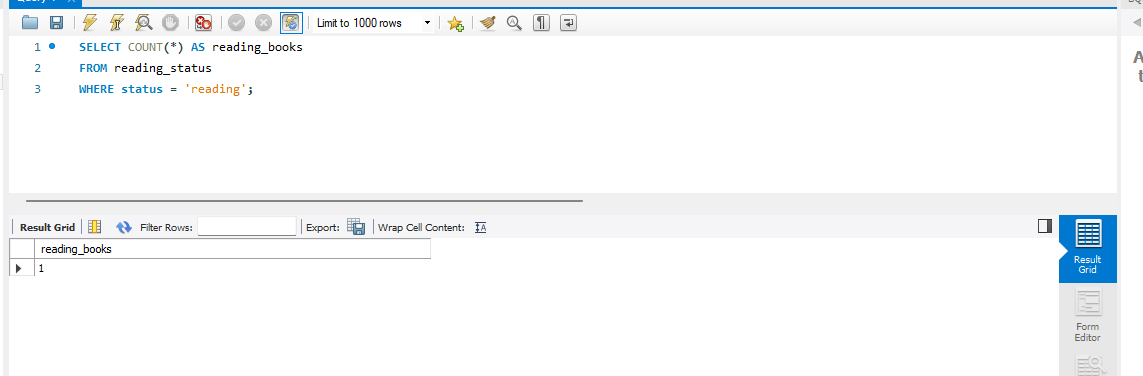 Limit to 1000 rows
1 SELECT COUNT(*) AS reading_books
2 FROM reading_status
3 WHERE status = 'reading';
Result Grid Filter Rows: Export: Wrap Cell Content:
reading_books
1
Result
Grid
Form
Editor